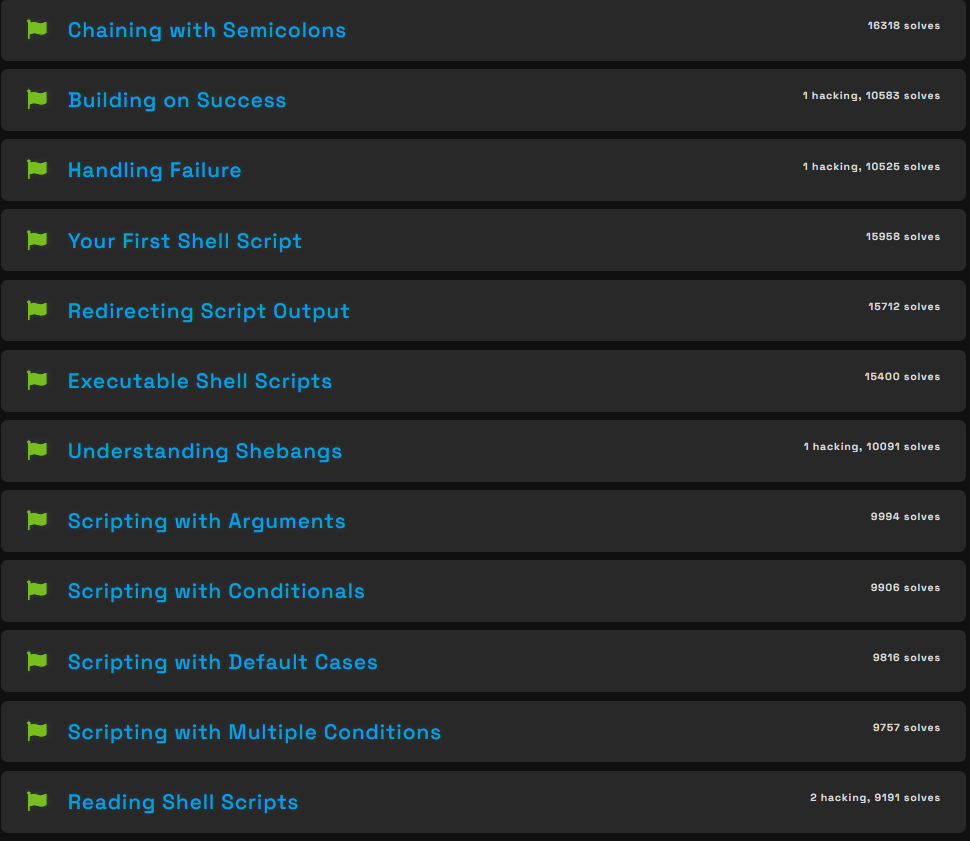 Chaining with Semicolons
16318 solves
Building on Success
1 hacking, 10583 solves
Handling Failure
1 hacking, 10525 solves
Your First Shell Script
15958 solves
Redirecting Script Output
15712 solves
Executable Shell Scripts
15400 solves
Understanding Shebangs
1 hacking, 10091 solves
Scripting with Arguments
9994 solves
Scripting with Conditionals
9906 solves
Scripting with Default Cases
9816 solves
Scripting with Multiple Conditions
9757 solves
Reading Shell Scripts
2 hacking, 9191 solves